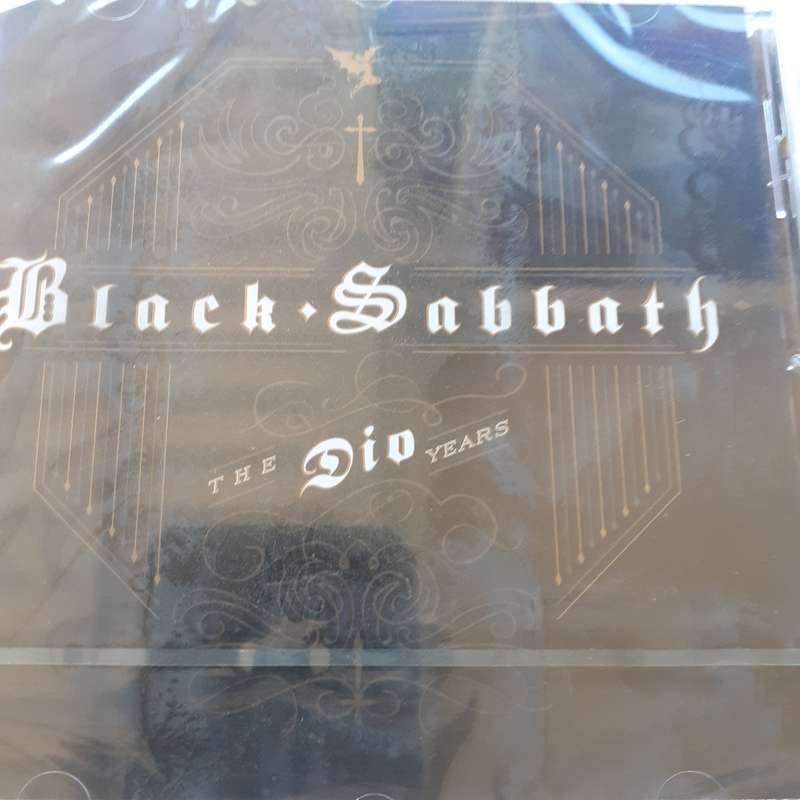 Black · Sabbath
THE Dio YEARS